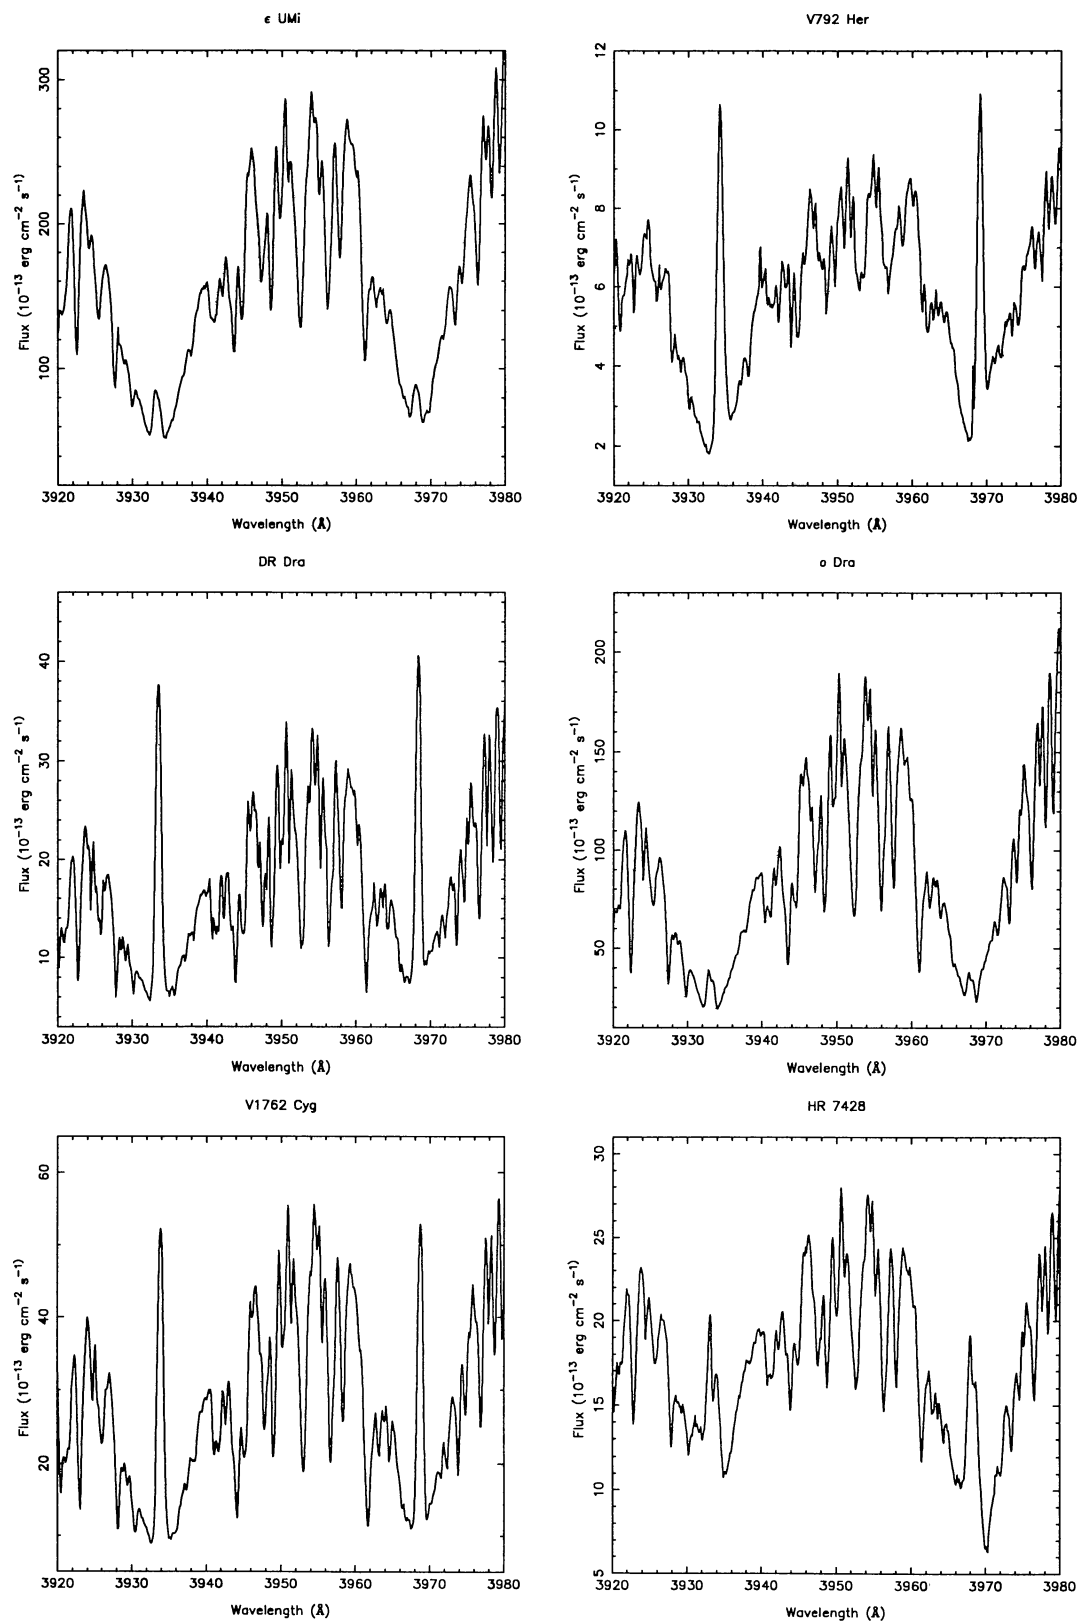 ϵ UMi
V792 Her
300
200
100
Flux (10⁻¹³ erg cm⁻² s⁻¹)
3920 3930 3940 3950 3960 3970 3980
Wavelength (Å)
12
10
8
6
4
2
Flux (10⁻¹³ erg cm⁻² s⁻¹)
3920 3930 3940 3950 3960 3970 3980
Wavelength (Å)
DR Dra
o Dra
40
30
20
10
Flux (10⁻¹³ erg cm⁻² s⁻¹)
3920 3930 3940 3950 3960 3970 3980
Wavelength (Å)
200
150
100
50
Flux (10⁻¹³ erg cm⁻² s⁻¹)
3920 3930 3940 3950 3960 3970 3980
Wavelength (Å)
V1762 Cyg
HR 7428
60
40
20
Flux (10⁻¹³ erg cm⁻² s⁻¹)
3920 3930 3940 3950 3960 3970 3980
Wavelength (Å)
30
25
20
15
10
5
Flux (10⁻¹³ erg cm⁻² s⁻¹)
3920 3930 3940 3950 3960 3970 3980
Wavelength (Å)